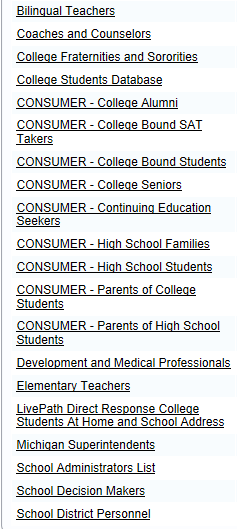 Bilingual Teachers
Coaches and Counselors
College Fraternities and Sororities
College Students Database
CONSUMER - College Alumni
CONSUMER - College Bound SAT
Takers
CONSUMER - College Bound Students
CONSUMER - College Seniors
CONSUMER - Continuing Education
Seekers
CONSUMER - High School Families
CONSUMER - High School Students
CONSUMER - Parents of College
Students
CONSUMER - Parents of High School
Students
Development and Medical Professionals
Elementary Teachers
LivePath Direct Response College
Students At Home and School Address
Michigan Superintendents
School Administrators List
School Decision Makers
School District Personnel